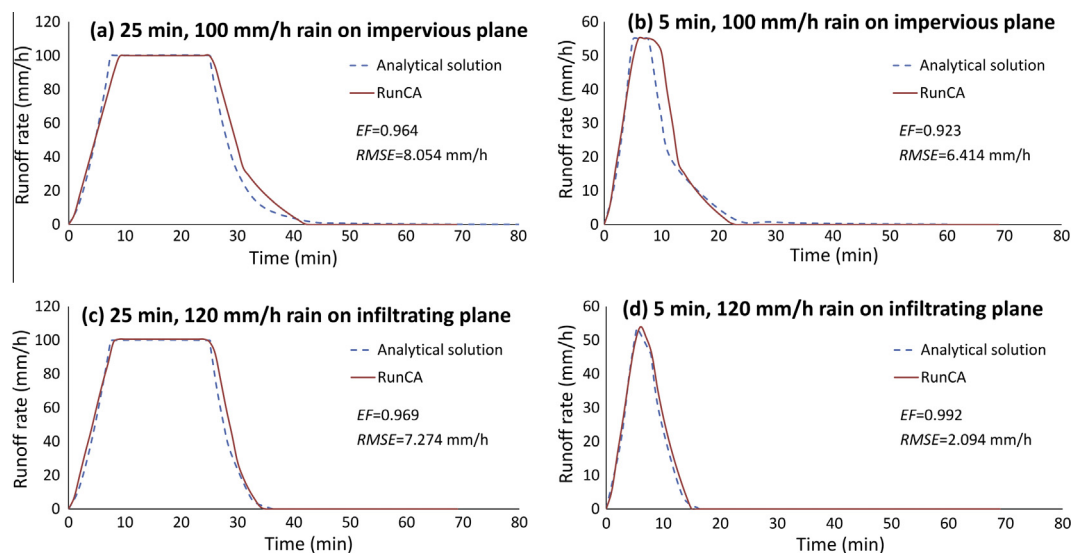 (a) 25 min, 100 mm/h rain on impervious plane
Runoff rate (mm/h)
120
100
80
60
40
20
0
Analytical solution
RunCA
EF=0.964
RMSE=8.054 mm/h
0 10 20 30 40 50 60 70 80
Time (min)
(b) 5 min, 100 mm/h rain on impervious plane
Runoff rate (mm/h)
60
50
40
30
20
10
0
Analytical solution
RunCA
EF=0.923
RMSE=6.414 mm/h
0 10 20 30 40 50 60 70 80
Time (min)
(c) 25 min, 120 mm/h rain on infiltrating plane
Runoff rate (mm/h)
120
100
80
60
40
20
0
Analytical solution
RunCA
EF=0.969
RMSE=7.274 mm/h
0 10 20 30 40 50 60 70 80
Time (min)
(d) 5 min, 120 mm/h rain on infiltrating plane
Runoff rate (mm/h)
60
50
40
30
20
10
0
Analytical solution
RunCA
EF=0.992
RMSE=2.094 mm/h
0 10 20 30 40 50 60 70 80
Time (min)